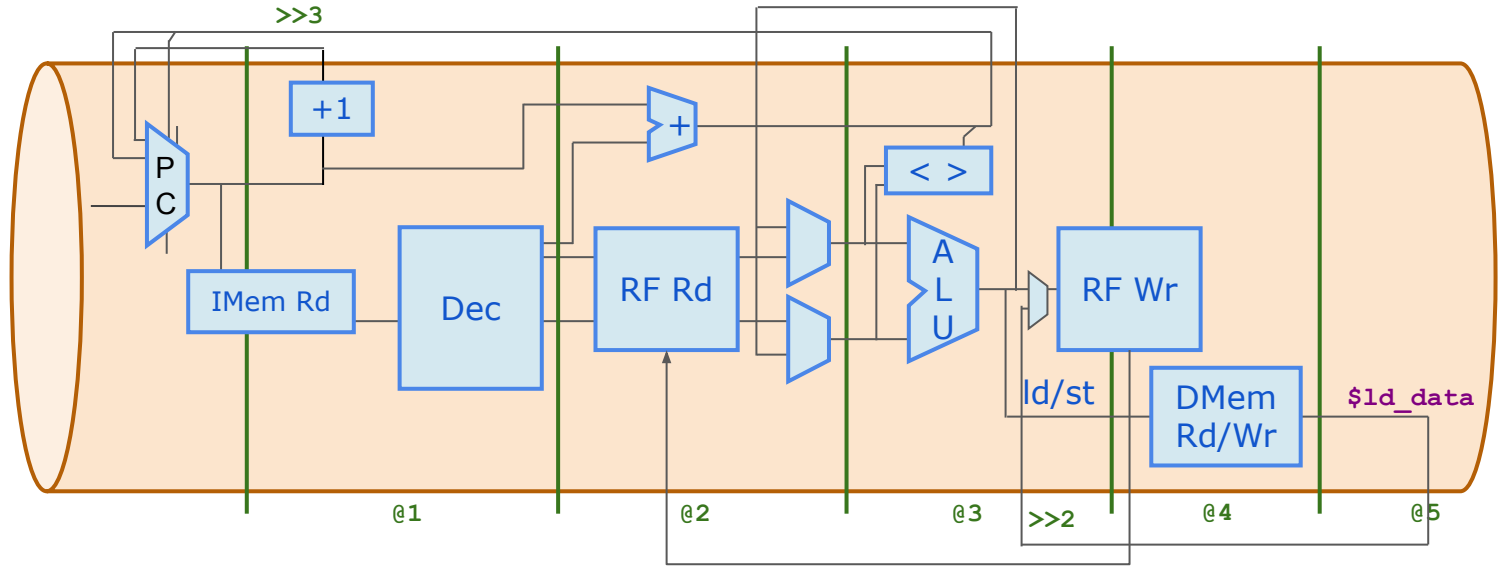 >>3
+1
+
P
C
< >
IMem Rd
Dec
RF Rd
A
L
U
RF Wr
ld/st
DMem
Rd/Wr
$ld_data
@1
@2
@3
>>2
@4
@5